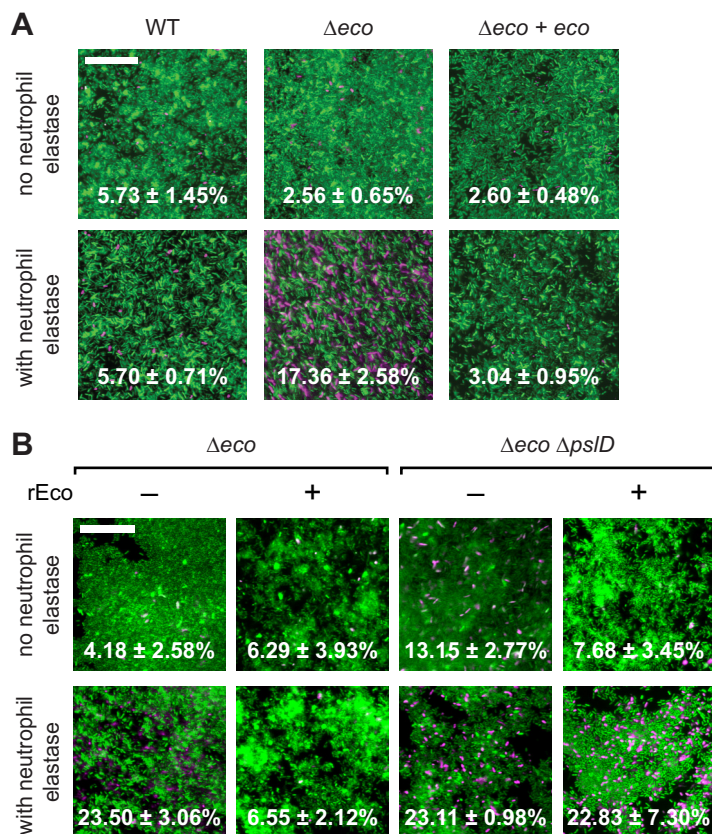 A
WT
Δeco
Δeco + eco
no neutrophil
elastase
5.73 ± 1.45%
2.56 ± 0.65%
2.60 ± 0.48%
with neutrophil
elastase
5.70 ± 0.71%
17.36 ± 2.58%
3.04 ± 0.95%
B
Δeco
Δeco ΔpslD
rEco
–
+
–
+
no neutrophil
elastase
4.18 ± 2.58%
6.29 ± 3.93%
13.15 ± 2.77%
7.68 ± 3.45%
with neutrophil
elastase
23.50 ± 3.06%
6.55 ± 2.12%
23.11 ± 0.98%
22.83 ± 7.30%